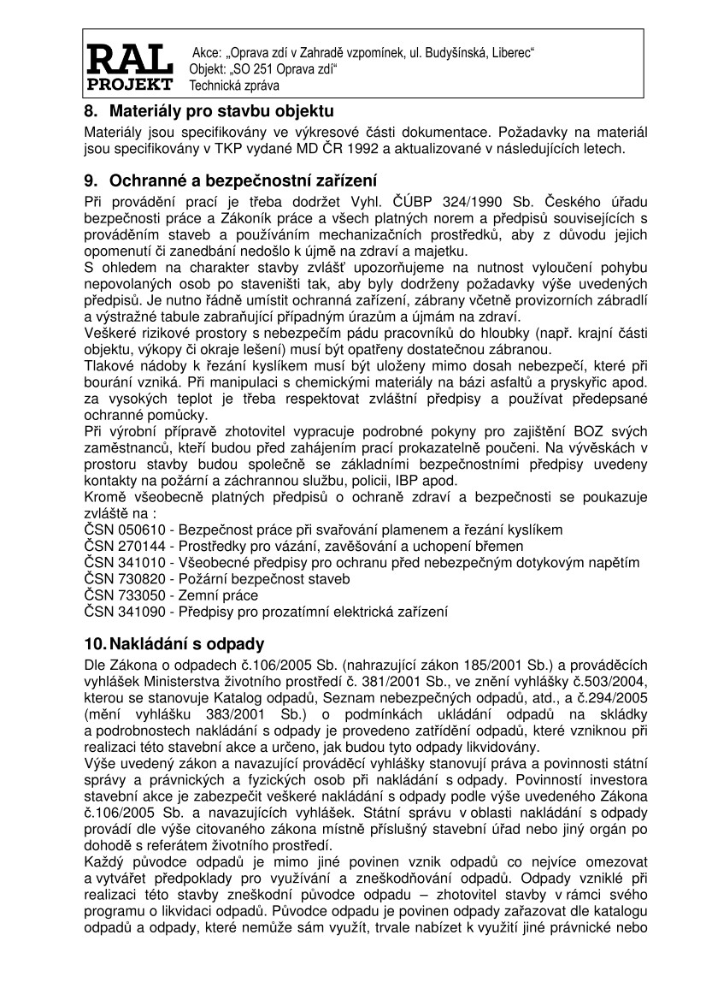 RAL
PROJEKT
Akce: „Oprava zdí v Zahradě vzpomínek, ul. Budyšínská, Liberec“
Objekt: „SO 251 Oprava zdí“
Technická zpráva
8. Materiály pro stavbu objektu
Materiály jsou specifikovány ve výkresové části dokumentace. Požadavky na materiál
jsou specifikovány v TKP vydané MD ČR 1992 a aktualizované v následujících letech.
9. Ochranné a bezpečnostní zařízení
Při provádění prací je třeba dodržet Vyhl. ČÚBP 324/1990 Sb. Českého úřadu
bezpečnosti práce a Zákoník práce a všech platných norem a předpisů souvisejících s
prováděním staveb a používáním mechanizačních prostředků, aby z důvodu jejich
opomenutí či zanedbání nedošlo k újmě na zdraví a majetku.
S ohledem na charakter stavby zvlášť upozorňujeme na nutnost vyloučení pohybu
nepovolaných osob po staveništi tak, aby byly dodrženy požadavky výše uvedených
předpisů. Je nutno řádně umístit ochranná zařízení, zábrany včetně provizorních zábradlí
a výstražné tabule zabraňující případným úrazům a újmám na zdraví.
Veškeré rizikové prostory s nebezpečím pádu pracovníků do hloubky (např. krajní části
objektu, výkopy či okraje lešení) musí být opatřeny dostatečnou zábranou.
Tlakové nádoby k řezání kyslíkem musí být uloženy mimo dosah nebezpečí, které při
bourání vzniká. Při manipulaci s chemickými materiály na bázi asfaltů a pryskyřic apod.
za vysokých teplot je třeba respektovat zvláštní předpisy a používat předepsané
ochranné pomůcky.
Při výrobní přípravě zhotovitel vypracuje podrobné pokyny pro zajištění BOZ svých
zaměstnanců, kteří budou před zahájením prací prokazatelně poučeni. Na vývěskách v
prostoru stavby budou společně se základními bezpečnostními předpisy uvedeny
kontakty na požární a záchrannou službu, policii, IBP apod.
Kromě všeobecně platných předpisů o ochraně zdraví a bezpečnosti se poukazuje
zvláště na :
ČSN 050610 - Bezpečnost práce při svařování plamenem a řezání kyslíkem
ČSN 270144 - Prostředky pro vázání, zavěšování a uchopení břemen
ČSN 341010 - Všeobecné předpisy pro ochranu před nebezpečným dotykovým napětím
ČSN 730820 - Požární bezpečnost staveb
ČSN 733050 - Zemní práce
ČSN 341090 - Předpisy pro prozatímní elektrická zařízení
10. Nakládání s odpady
Dle Zákona o odpadech č.106/2005 Sb. (nahrazující zákon 185/2001 Sb.) a prováděcích
vyhlášek Ministerstva životního prostředí č. 381/2001 Sb., ve znění vyhlášky č.503/2004,
kterou se stanovuje Katalog odpadů, Seznam nebezpečných odpadů, atd., a č.294/2005
(mění vyhlášku 383/2001 Sb.) o podmínkách ukládání odpadů na skládky
a podrobnostech nakládání s odpady je provedeno zatřídění odpadů, které vzniknou při
realizaci této stavební akce a určeno, jak budou tyto odpady likvidovány.
Výše uvedený zákon a navazující prováděcí vyhlášky stanovují práva a povinnosti státní
správy a právnických a fyzických osob při nakládání s odpady. Povinností investora
stavební akce je zabezpečit veškeré nakládání s odpady podle výše uvedeného Zákona
č.106/2005 Sb. a navazujících vyhlášek. Státní správu v oblasti nakládání s odpady
provádí dle výše citovaného zákona místně příslušný stavební úřad nebo jiný orgán po
dohodě s referátem životního prostředí.
Každý původce odpadů je mimo jiné povinen vznik odpadů co nejvíce omezovat
a vytvářet předpoklady pro využívání a zneškodňování odpadů. Odpady vzniklé při
realizaci této stavby zneškodní původce odpadu – zhotovitel stavby v rámci svého
programu o likvidaci odpadů. Původce odpadu je povinen odpady zařazovat dle katalogu
odpadů a odpady, které nemůže sám využít, trvale nabízet k využití jiné právnické nebo